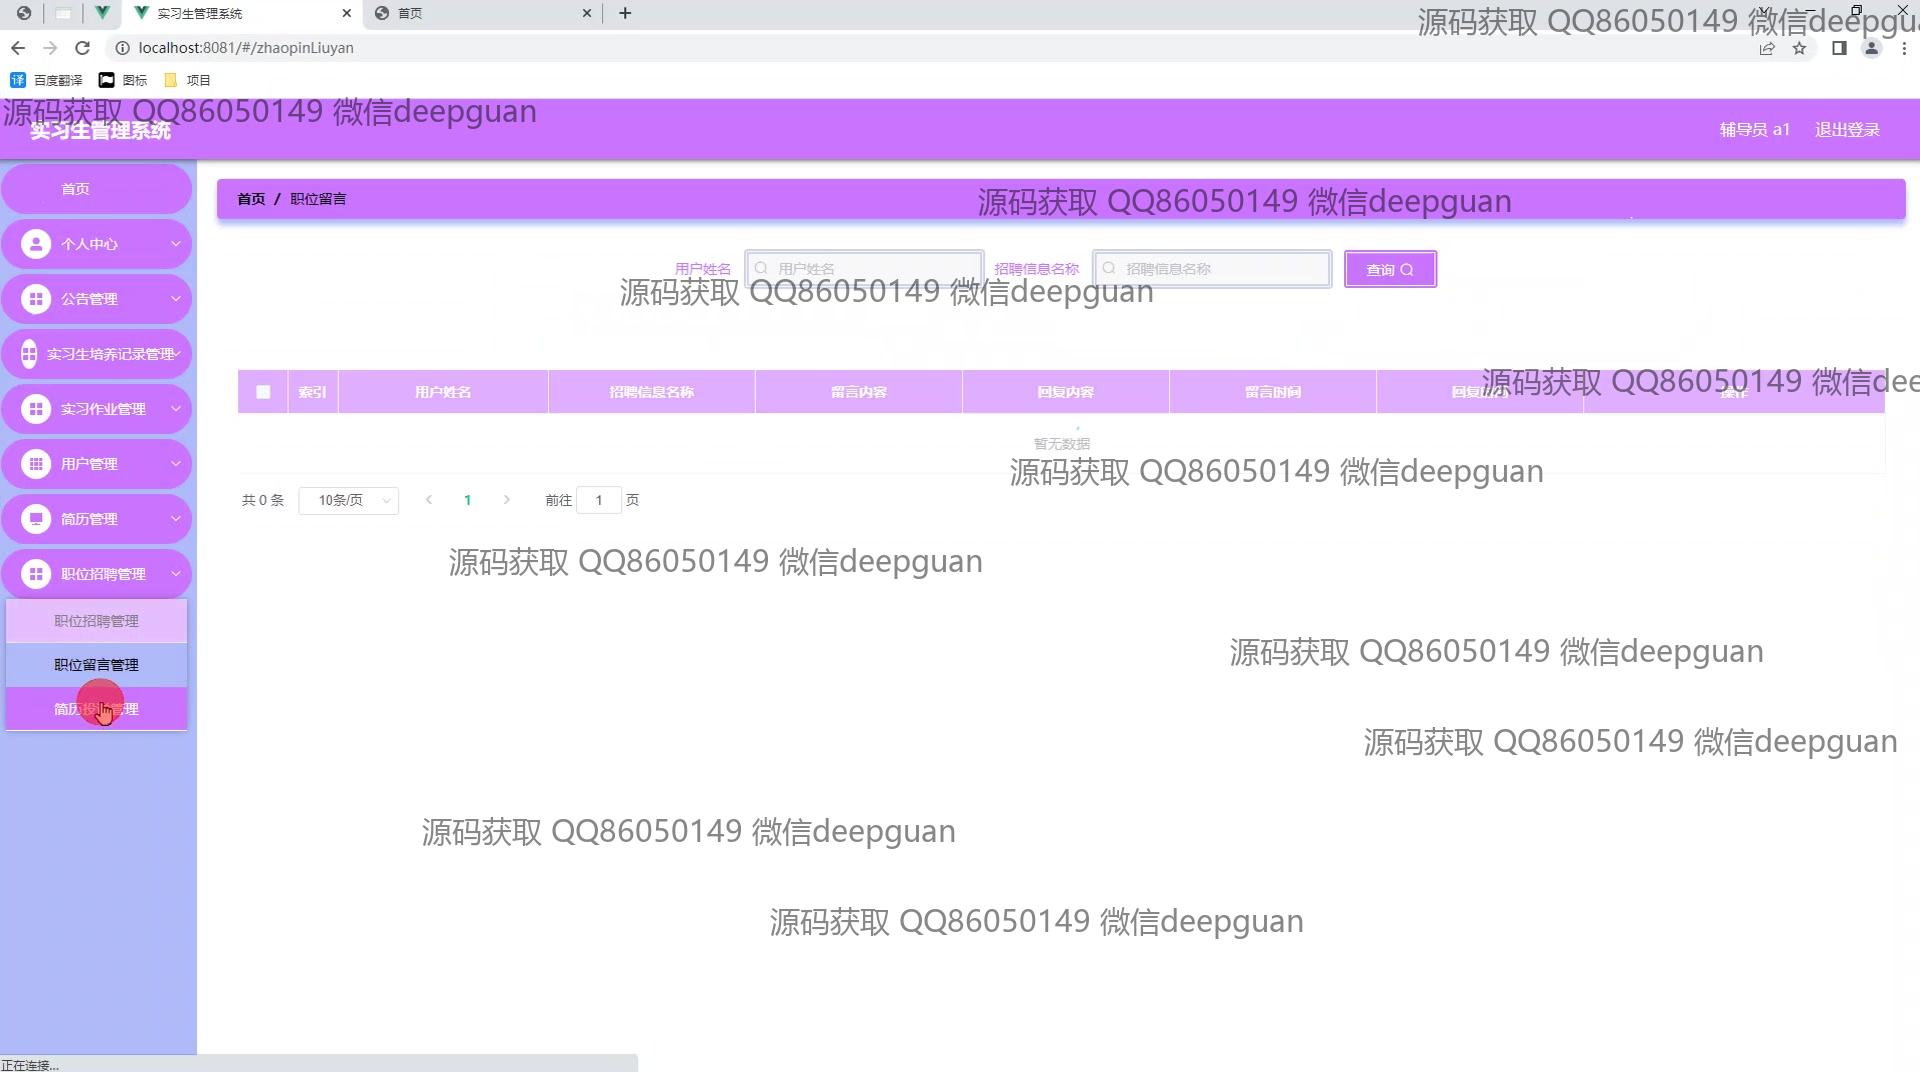 实习生管理系统
首页
localhost:8081/#/zhaopinLiuyan
百度翻译
图标
项目
源码获取 QQ86050149 微信deepgu
源码获取 QQ86050149 微信deepguan
实习生管理系统
辅导员 a1
退出登录
首页
个人中心
公告管理
实习生培养记录管理
实习作业管理
用户管理
简历管理
职位招聘管理
职位招聘管理
职位留言管理
简历投递管理
首页 / 职位留言
源码获取 QQ86050149 微信deepguan
用户姓名
用户姓名
招聘信息名称
招聘信息名称
查询
源码获取 QQ86050149 微信deepguan
索引
用户姓名
招聘信息名称
留言内容
回复内容
留言时间
源码获取 QQ86050149 微信dee
暂无数据
源码获取 QQ86050149 微信deepguan
共 0 条
10条/页
1
前往 1 页
源码获取 QQ86050149 微信deepguan
源码获取 QQ86050149 微信deepguan
源码获取 QQ86050149 微信deepguan
源码获取 QQ86050149 微信deepguan
源码获取 QQ86050149 微信deepguan
正在连接...